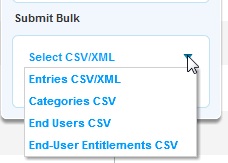 Submit Bulk
Select CSV/XML
Entries CSV/XML
Categories CSV
End Users CSV
End-User Entitlements CSV